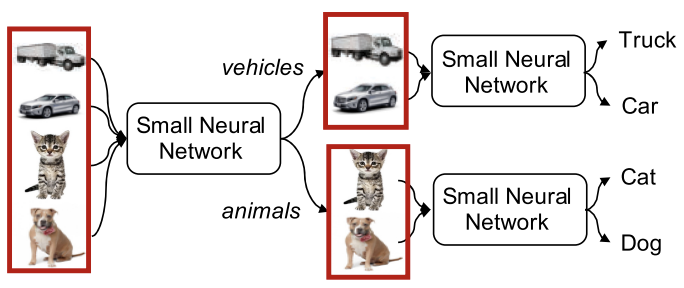 Small Neural
Network
vehicles
animals
Small Neural
Network
Truck
Car
Small Neural
Network
Cat
Dog